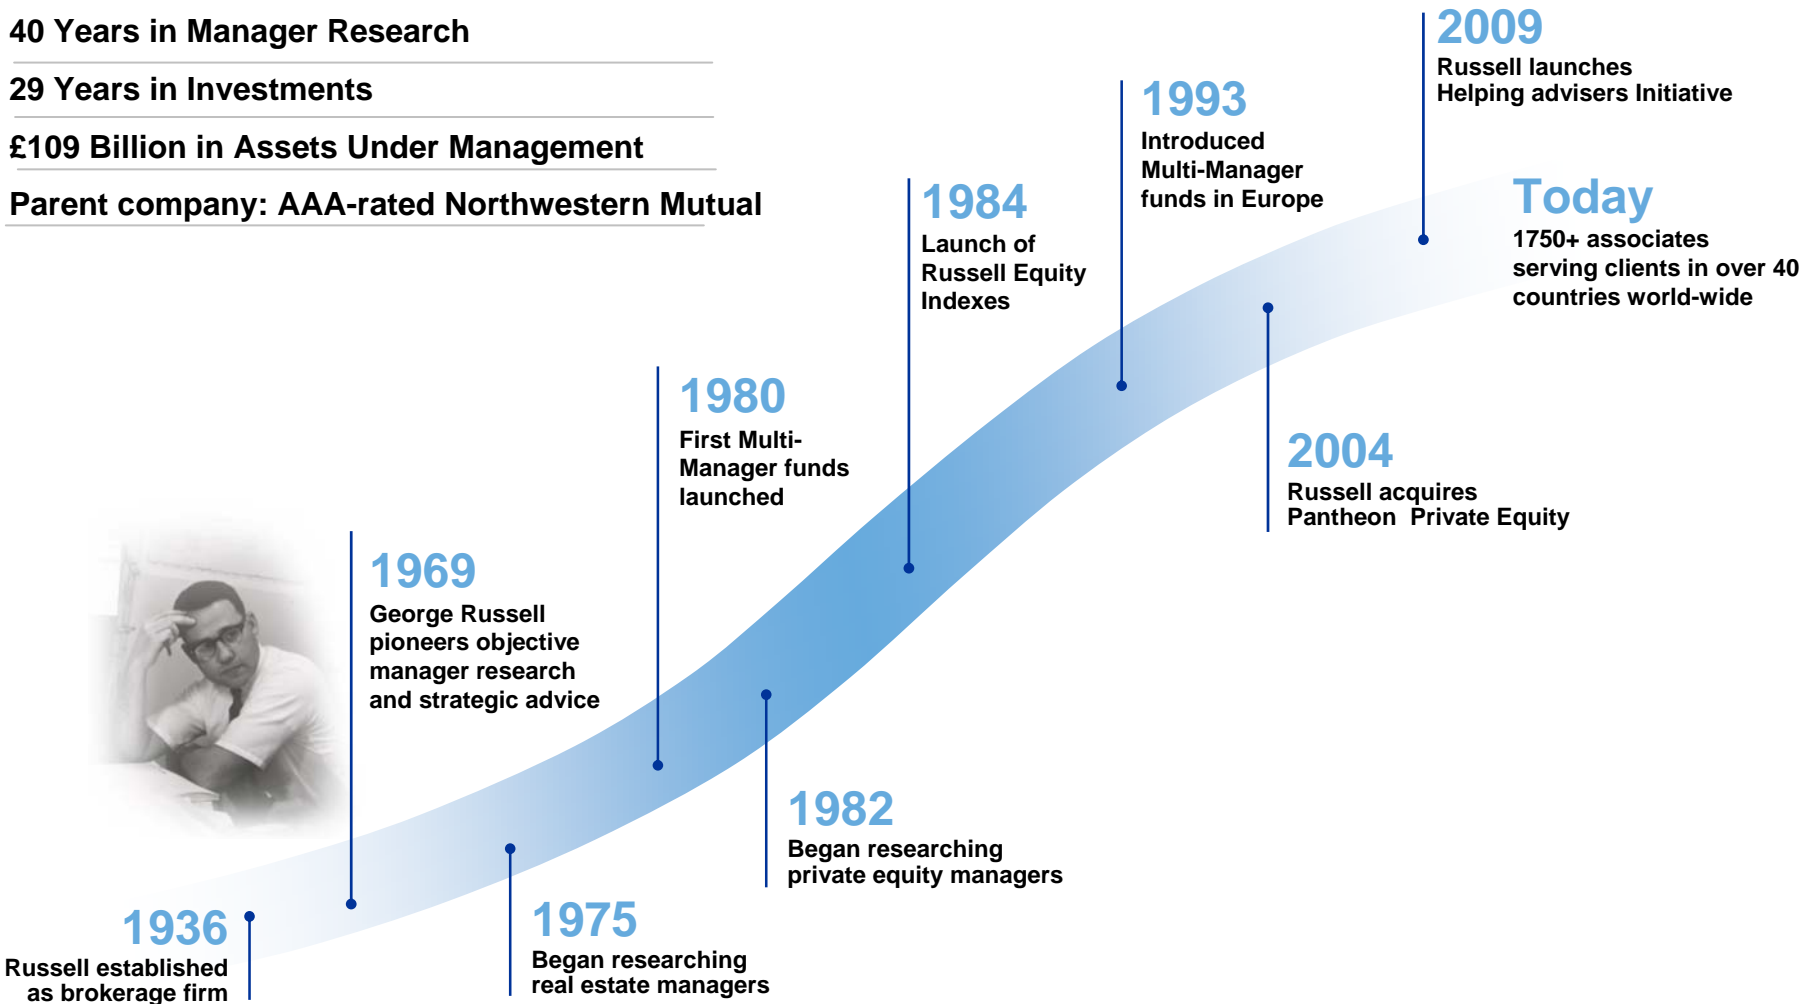 40 Years in Manager Research
29 Years in Investments
£109 Billion in Assets Under Management
Parent company: AAA-rated Northwestern Mutual
1936
Russell established
as brokerage firm
1969
George Russell
pioneers objective
manager research
and strategic advice
1975
Began researching
real estate managers
1980
First Multi-
Manager funds
launched
1982
Began researching
private equity managers
1984
Launch of
Russell Equity
Indexes
1993
Introduced
Multi-Manager
funds in Europe
2004
Russell acquires
Pantheon  Private Equity
2009
Russell launches
Helping advisers Initiative
Today
1750+ associates
serving clients in over 40
countries world-wide